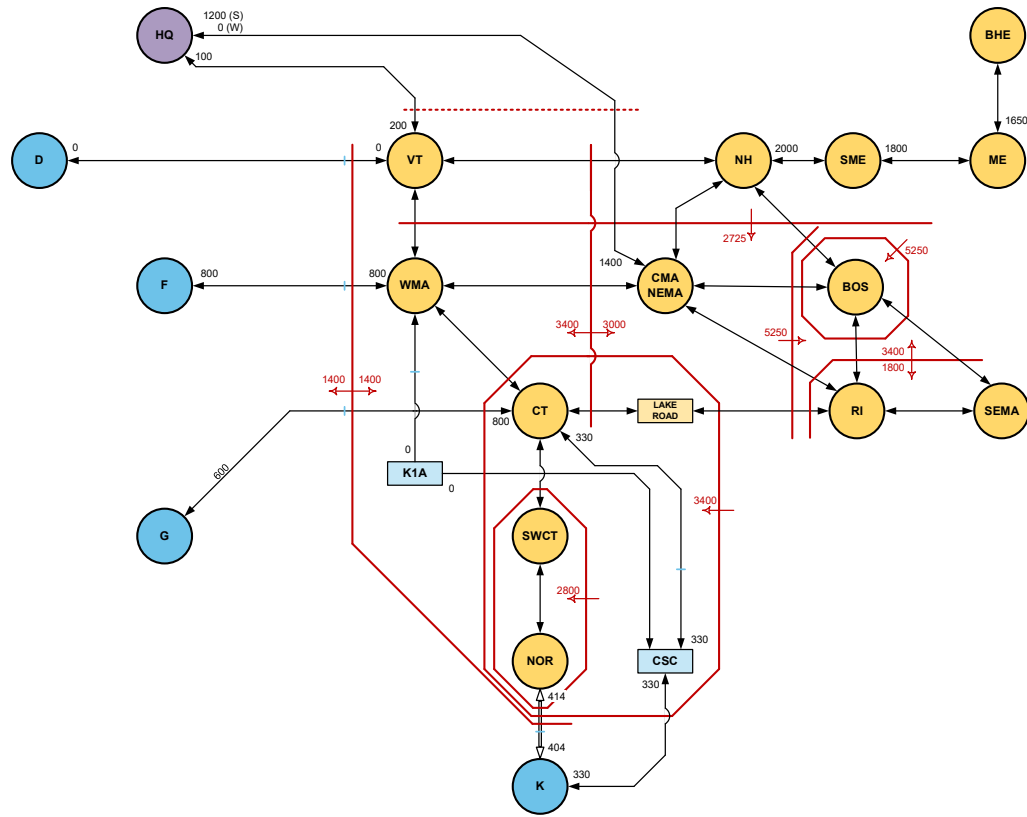 1200 (S)
0 (W)
HQ
BHE
100
1650
200
0
0
D
VT
NH
2000
SME
1800
ME
2725
5250
1400
800
800
F
WMA
CMA
NEMA
BOS
3400
3000
5250
3400
1800
1400
1400
CT
LAKE
ROAD
RI
SEMA
800
330
0
K1A
600
0
3400
G
SWCT
2800
NOR
330
CSC
330
414
404
K
330